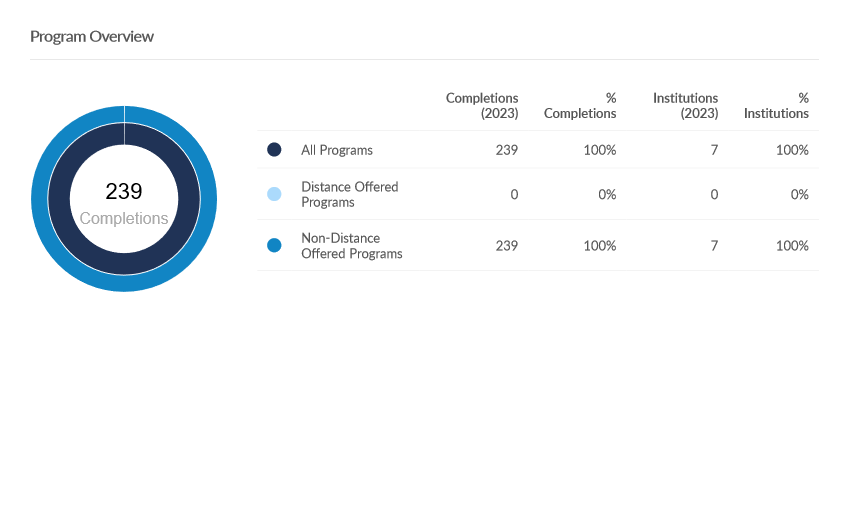 Program Overview
Completions (2023) % Completions Institutions (2023) % Institutions
All Programs 239 100% 7 100%
Distance Offered Programs 0 0% 0 0%
Non-Distance Offered Programs 239 100% 7 100%
239
Completions